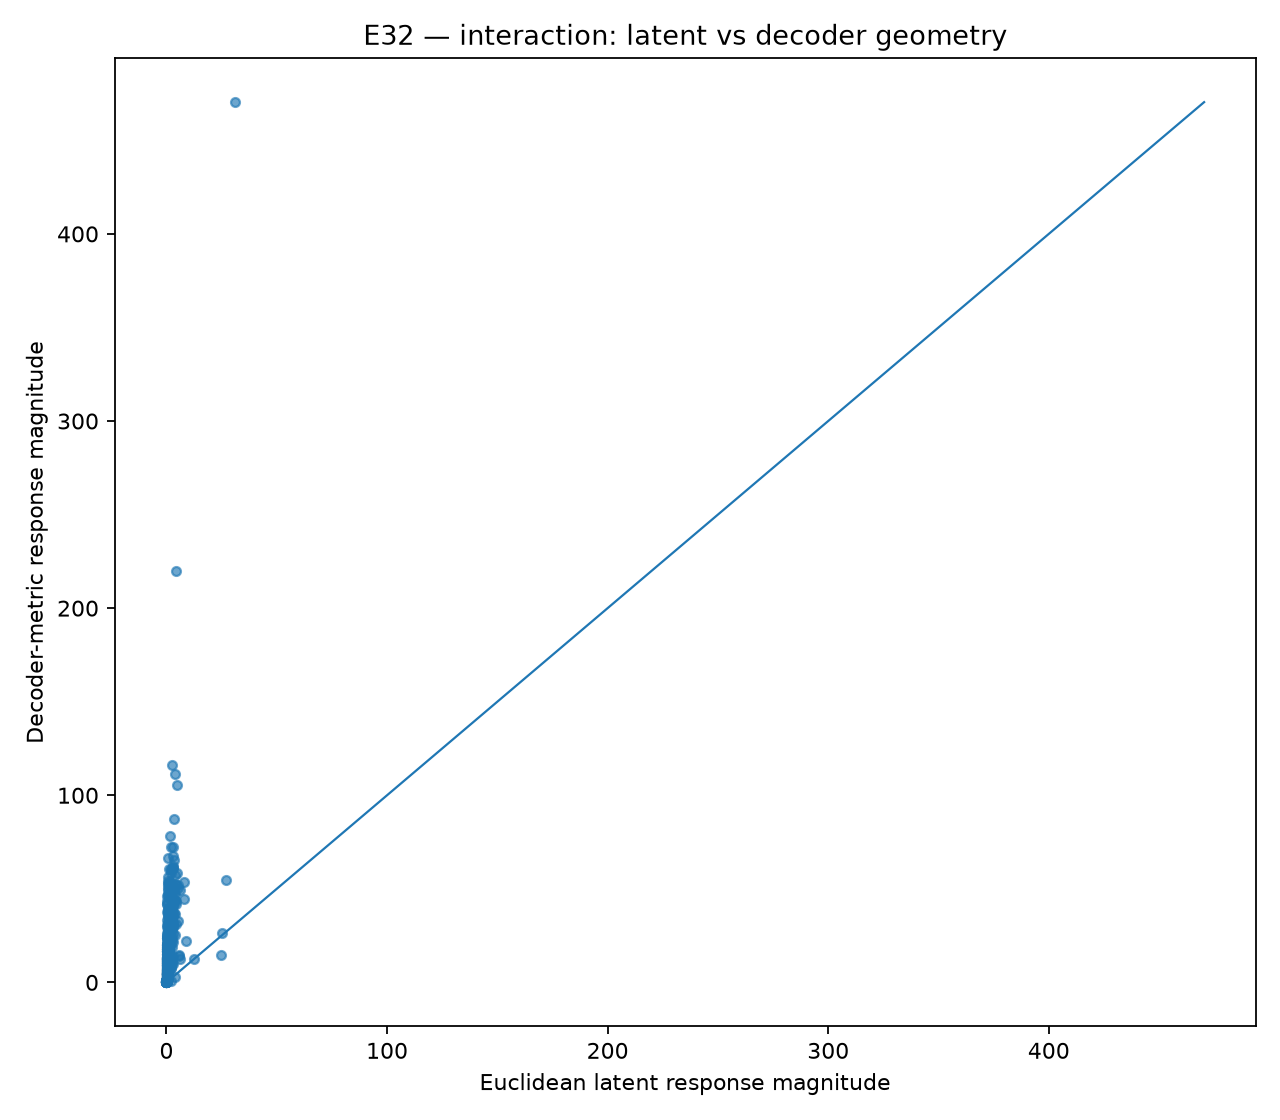 E32 — interaction: latent vs decoder geometry
Decoder-metric response magnitude
400
300
200
100
0
0 100 200 300 400
Euclidean latent response magnitude